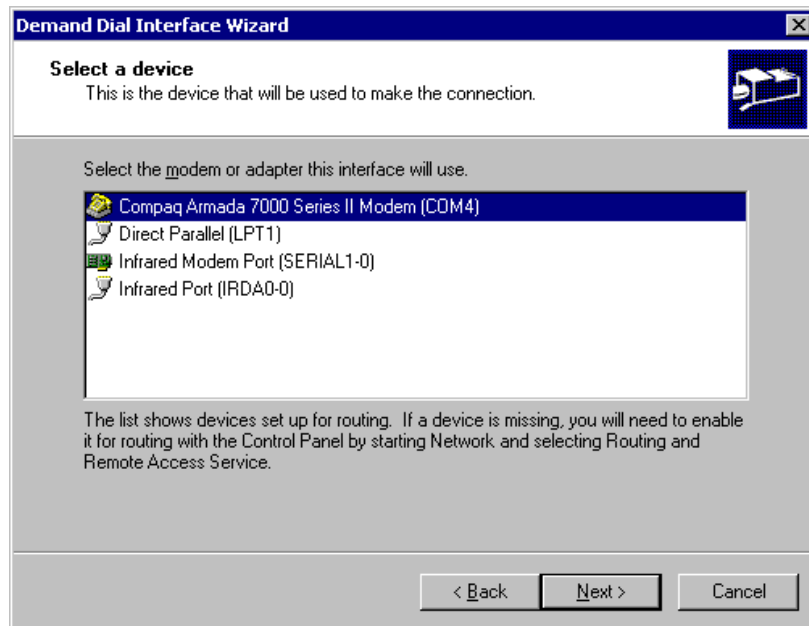 Demand Dial Interface Wizard
Select a device
This is the device that will be used to make the connection.
Select the modem or adapter this interface will use.
Compaq Armada 7000 Series II Modem (COM4)
Direct Parallel (LPT1)
Infrared Modem Port (SERIAL1-0)
Infrared Port (IRDA0-0)
The list shows devices set up for routing. If a device is missing, you will need to enable
it for routing with the Control Panel by starting Network and selecting Routing and
Remote Access Service.
< Back Next > Cancel